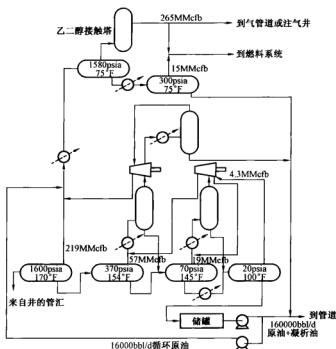 265MMcfb
到气管道或注气井
乙二醇接触塔
到燃料系统
1580psia
75°F
15MMcfb
300psia
75°F
4.3MMcfb
219MMcfb
57MMcfb
19MMcfb
1600psia
170°F
370psia
154°F
70psia
145°F
20psia
100°F
来自井的管汇
储罐
到管道
160000bbl/d
原油+凝析油
16000bbl/d循环原油